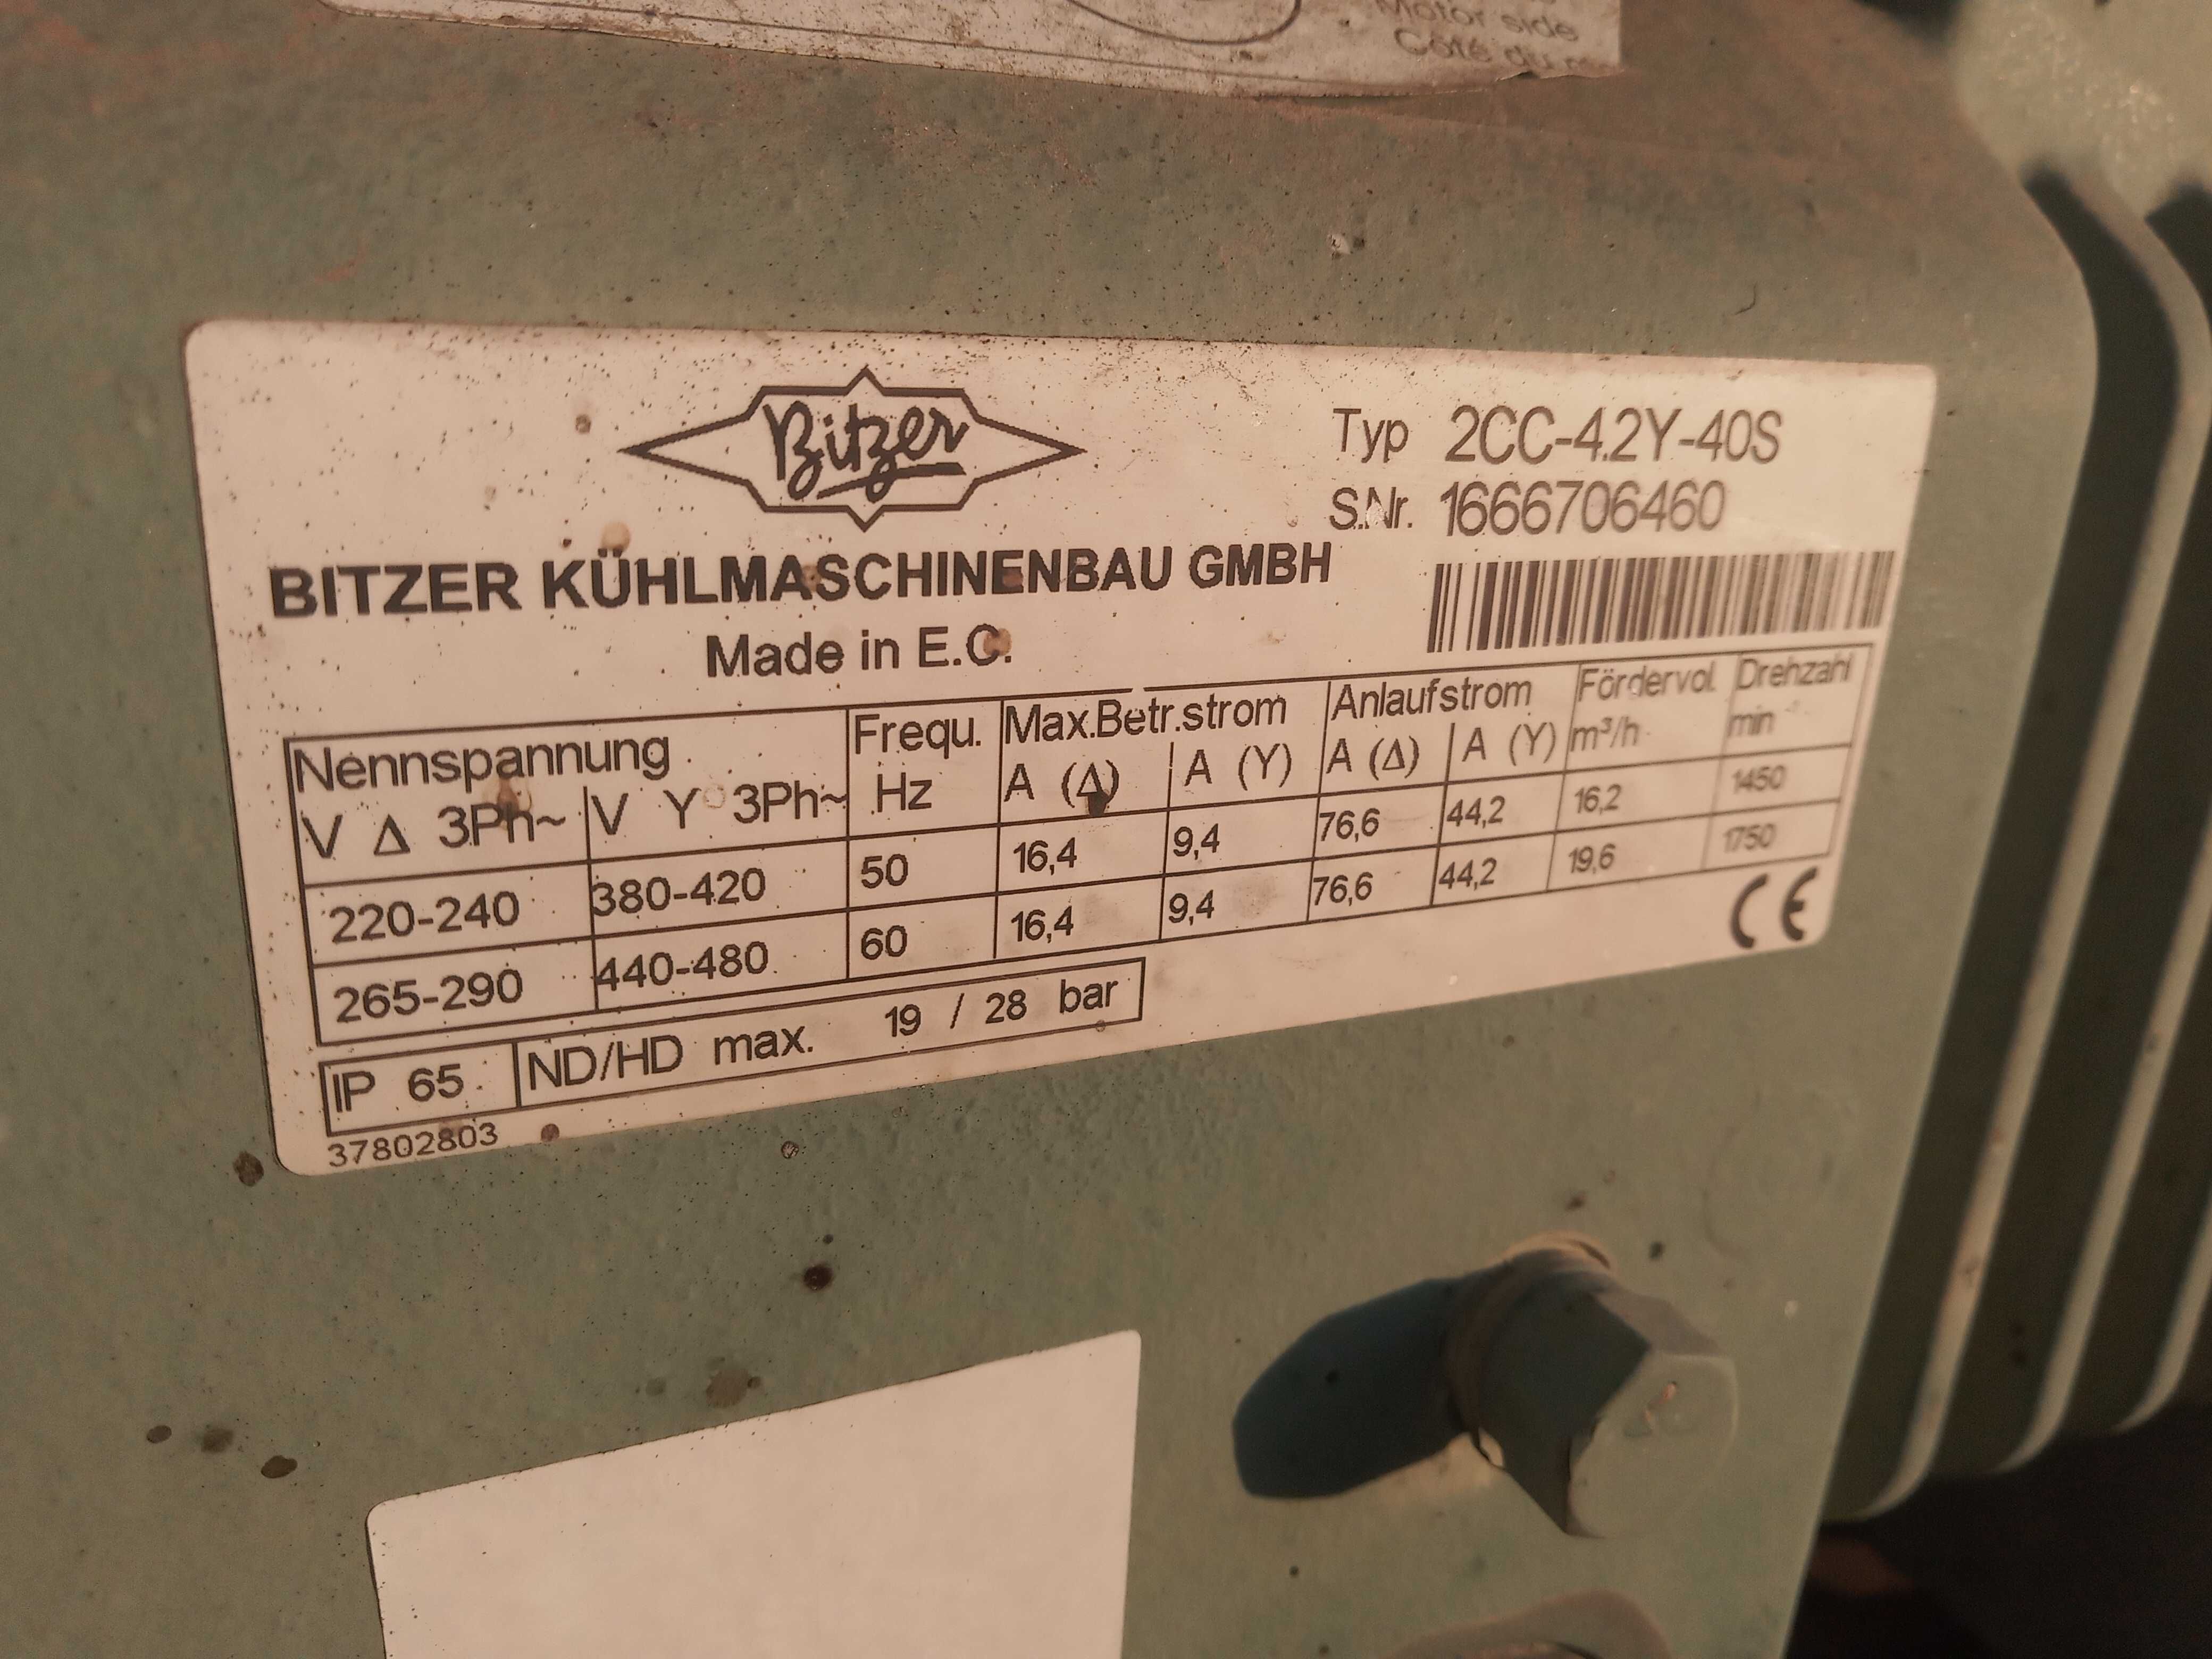 Motor side
Côté du
Bitzer
Typ 2CC-4.2Y-40S
S.Nr. 1666706460
BITZER KÜHLMASCHINENBAU GMBH
Made in E.C.
Nennspannung Frequ. Max.Betr.strom Anlaufstrom Fördervol. Drehzahl
V Δ 3Ph~ V Y 3Ph~ Hz A (Δ) A (Y) A (Δ) A (Y) m³/h min
220-240 380-420 50 16,4 9,4 76,6 44,2 16,2 1450
265-290 440-480 60 16,4 9,4 76,6 44,2 19,6 1750
CE
IP 65 ND/HD max. 19 / 28 bar
37802803